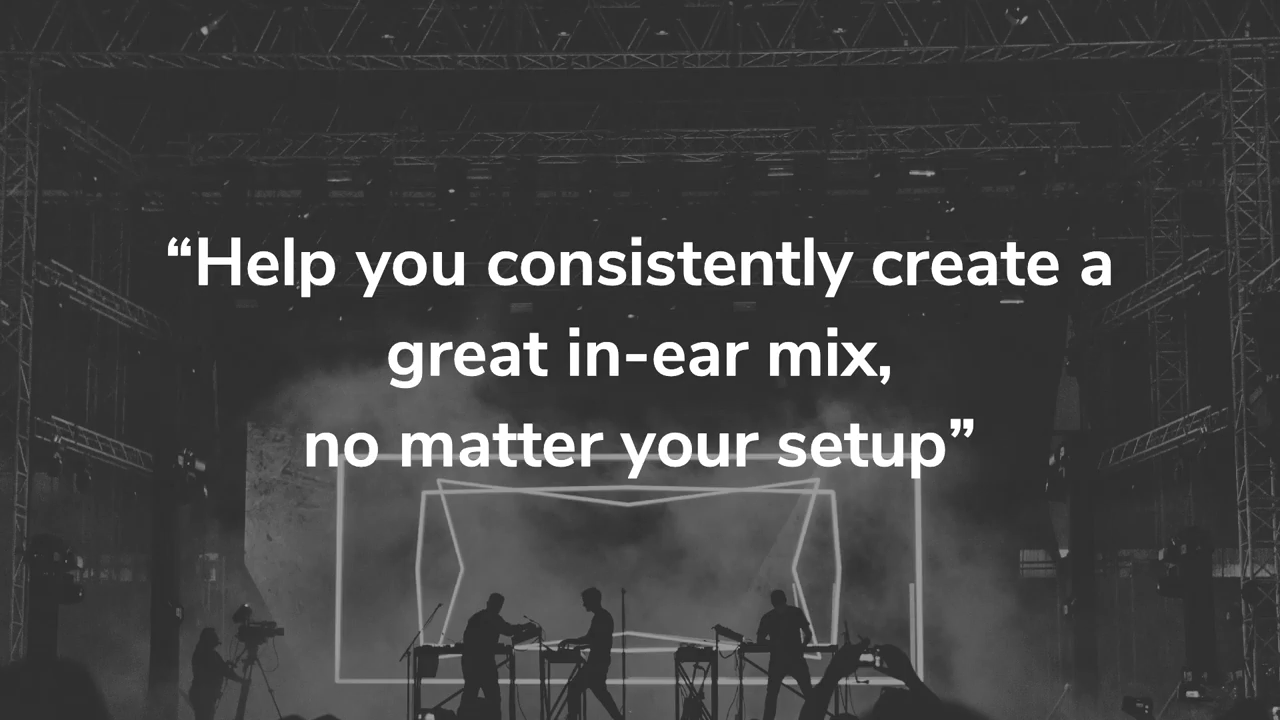 “Help you consistently create a
great in-ear mix,
no matter your setup”